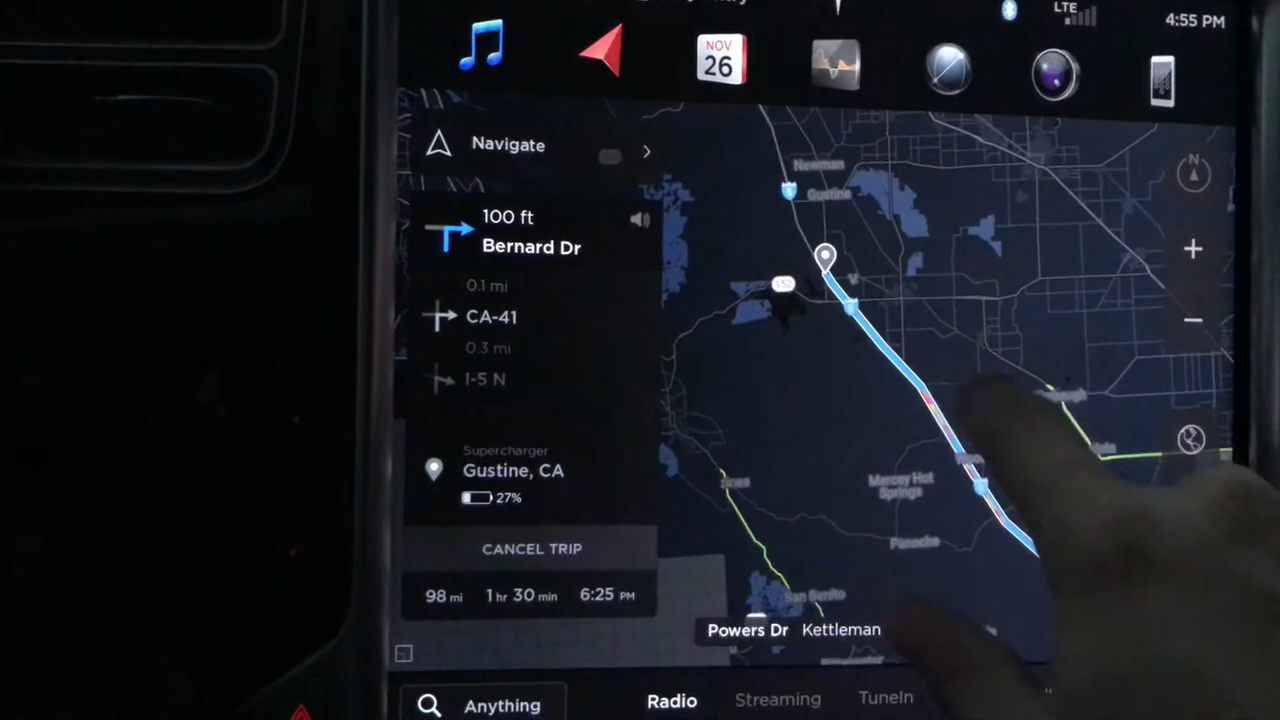 LTE
4:55 PM
NOV
26
Navigate
100 ft
Bernard Dr
0.1 mi
CA-41
0.3 mi
I-5 N
Supercharger
Gustine, CA
27%
CANCEL TRIP
98 mi 1 hr 30 min 6:25 PM
Newman
Gustine
152
N
+
−
Mercey Hot
Springs
Panoche
San Benito
Powers Dr Kettleman
Anything
Radio Streaming TuneIn